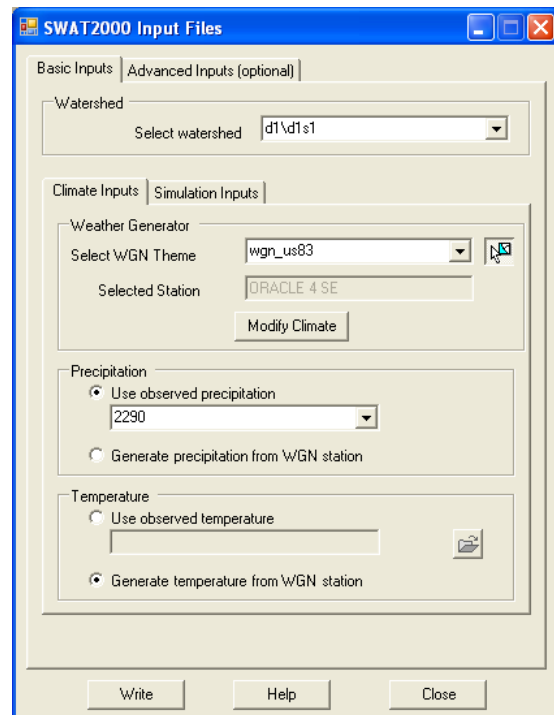 SWAT2000 Input Files
Basic Inputs Advanced Inputs (optional)
Watershed
Select watershed d1\d1s1
Climate Inputs Simulation Inputs
Weather Generator
Select WGN Theme wgn_us83
Selected Station ORACLE 4 SE
Modify Climate
Precipitation
Use observed precipitation
2290
Generate precipitation from WGN station
Temperature
Use observed temperature
Generate temperature from WGN station
Write Help Close